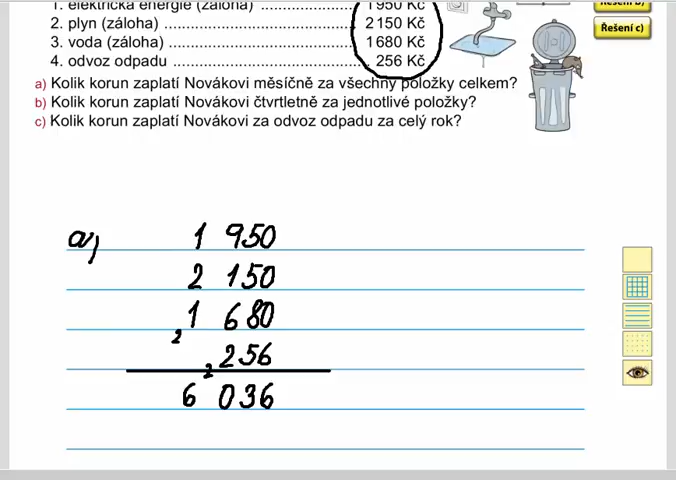 1. elektrická energie (záloha) ........................ 1 950 Kč
Řešení b)
2. plyn (záloha) ............................................. 2 150 Kč
Řešení c)
3. voda (záloha) ............................................ 1 680 Kč
4. odvoz odpadu ........................................... 256 Kč
a) Kolik korun zaplatí Novákovi měsíčně za všechny položky celkem?
b) Kolik korun zaplatí Novákovi čtvrtletně za jednotlivé položky?
c) Kolik korun zaplatí Novákovi za odvoz odpadu za celý rok?
a) 1 950
2 150
1 680
2
256
2
6 036